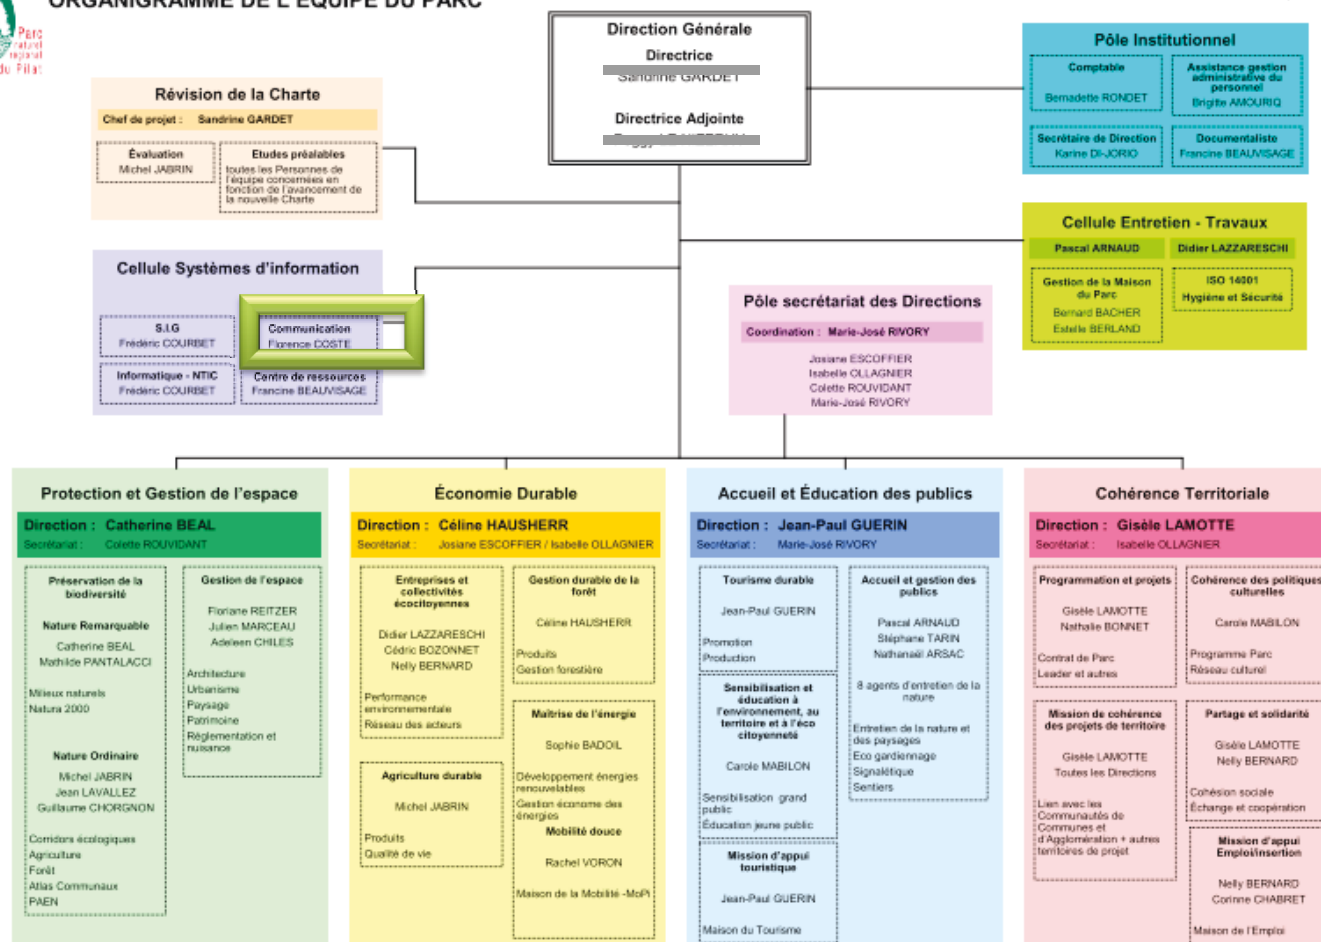 ORGANIGRAMME DE L'ÉQUIPE DU PARC
Parc
naturel
régional
du Pilat
Direction Générale
Directrice
Sandrine GARDET
Directrice Adjointe
Pôle Institutionnel
Comptable
Bernadette RONDET
Assistance gestion
administrative du
personnel
Brigitte AMOURIQ
Secrétaire de Direction
Karine DI-JORIO
Documentaliste
Francine BEAUVISAGE
Révision de la Charte
Chef de projet : Sandrine GARDET
Évaluation
Michel JABRIN
Etudes préalables
toutes les Personnes de
l'équipe concernées en
fonction de l'avancement de
la nouvelle Charte
Cellule Entretien - Travaux
Pascal ARNAUD
Didier LAZZARESCHI
Gestion de la Maison
du Parc
Bernard BACHER
Estelle BERLAND
ISO 14001
Hygiène et Sécurité
Cellule Systèmes d'information
S.I.G
Frédéric COURBET
Communication
Florence COSTE
Informatique - NTIC
Frédéric COURBET
Centre de ressources
Francine BEAUVISAGE
Pôle secrétariat des Directions
Coordination : Marie-José RIVORY
Josiane ESCOFFIER
Isabelle OLLAGNIER
Colette ROUVIDANT
Marie-José RIVORY
Protection et Gestion de l'espace
Direction : Catherine BEAL
Secrétariat : Colette ROUVIDANT
Préservation de la
biodiversité
Nature Remarquable
Catherine BEAL
Mathilde PANTALACCI
Milieux naturels
Natura 2000
Nature Ordinaire
Michel JABRIN
Jean LAVALLEZ
Guillaume CHORGNON
Corridors écologiques
Agriculture
Forêt
Atlas Communaux
PAEN
Gestion de l'espace
Floriane REITZER
Julien MARCEAU
Adeleen CHILES
Architecture
Urbanisme
Paysage
Patrimoine
Réglementation et
nuisance
Économie Durable
Direction : Céline HAUSHERR
Secrétariat : Josiane ESCOFFIER / Isabelle OLLAGNIER
Entreprises et
collectivités
écocitoyennes
Didier LAZZARESCHI
Cédric BOZONNET
Nelly BERNARD
Performance
environnementale
Réseau des acteurs
Agriculture durable
Michel JABRIN
Produits
Qualité de vie
Gestion durable de la
forêt
Céline HAUSHERR
Produits
Gestion forestière
Maîtrise de l'énergie
Sophie BADOIL
Développement énergies
renouvelables
Gestion économe des
énergies
Mobilité douce
Rachel VORON
Maison de la Mobilité -MoPi
Accueil et Éducation des publics
Direction : Jean-Paul GUERIN
Secrétariat : Marie-José RIVORY
Tourisme durable
Jean-Paul GUERIN
Promotion
Production
Sensibilisation et
éducation à
l'environnement, au
territoire et à l'éco
citoyenneté
Carole MABILON
Sensibilisation grand
public
Éducation jeune public
Mission d'appui
touristique
Jean-Paul GUERIN
Maison du Tourisme
Accueil et gestion des
publics
Pascal ARNAUD
Stéphane TARIN
Nathanaël ARSAC
8 agents d'entretien de la
nature
Entretien de la nature et
des paysages
Eco gardiennage
Signalétique
Sentiers
Cohérence Territoriale
Direction : Gisèle LAMOTTE
Secrétariat : Isabelle OLLAGNIER
Programmation et projets
Gisèle LAMOTTE
Nathalie BONNET
Contrat de Parc
Leader et autres
Mission de cohérence
des projets de territoire
Gisèle LAMOTTE
Toutes les Directions
Lien avec les
Communautés de
Communes et
d'Agglomération + autres
territoires de projet
Cohérence des politiques
culturelles
Carole MABILON
Programme Parc
Réseau culturel
Partage et solidarité
Gisèle LAMOTTE
Nelly BERNARD
Cohésion sociale
Échange et coopération
Mission d'appui
Emploi/insertion
Nelly BERNARD
Corinne CHABRET
Maison de l'Emploi